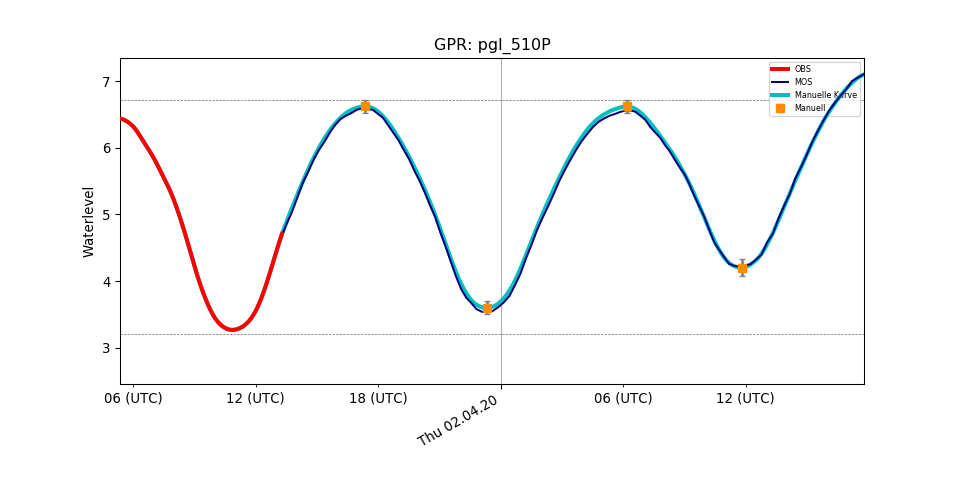 GPR: pgl_510P
OBS
MOS
Manuelle Kurve
Manuell
Waterlevel
7
6
5
4
3
06 (UTC)
12 (UTC)
18 (UTC)
Thu 02.04.20
06 (UTC)
12 (UTC)